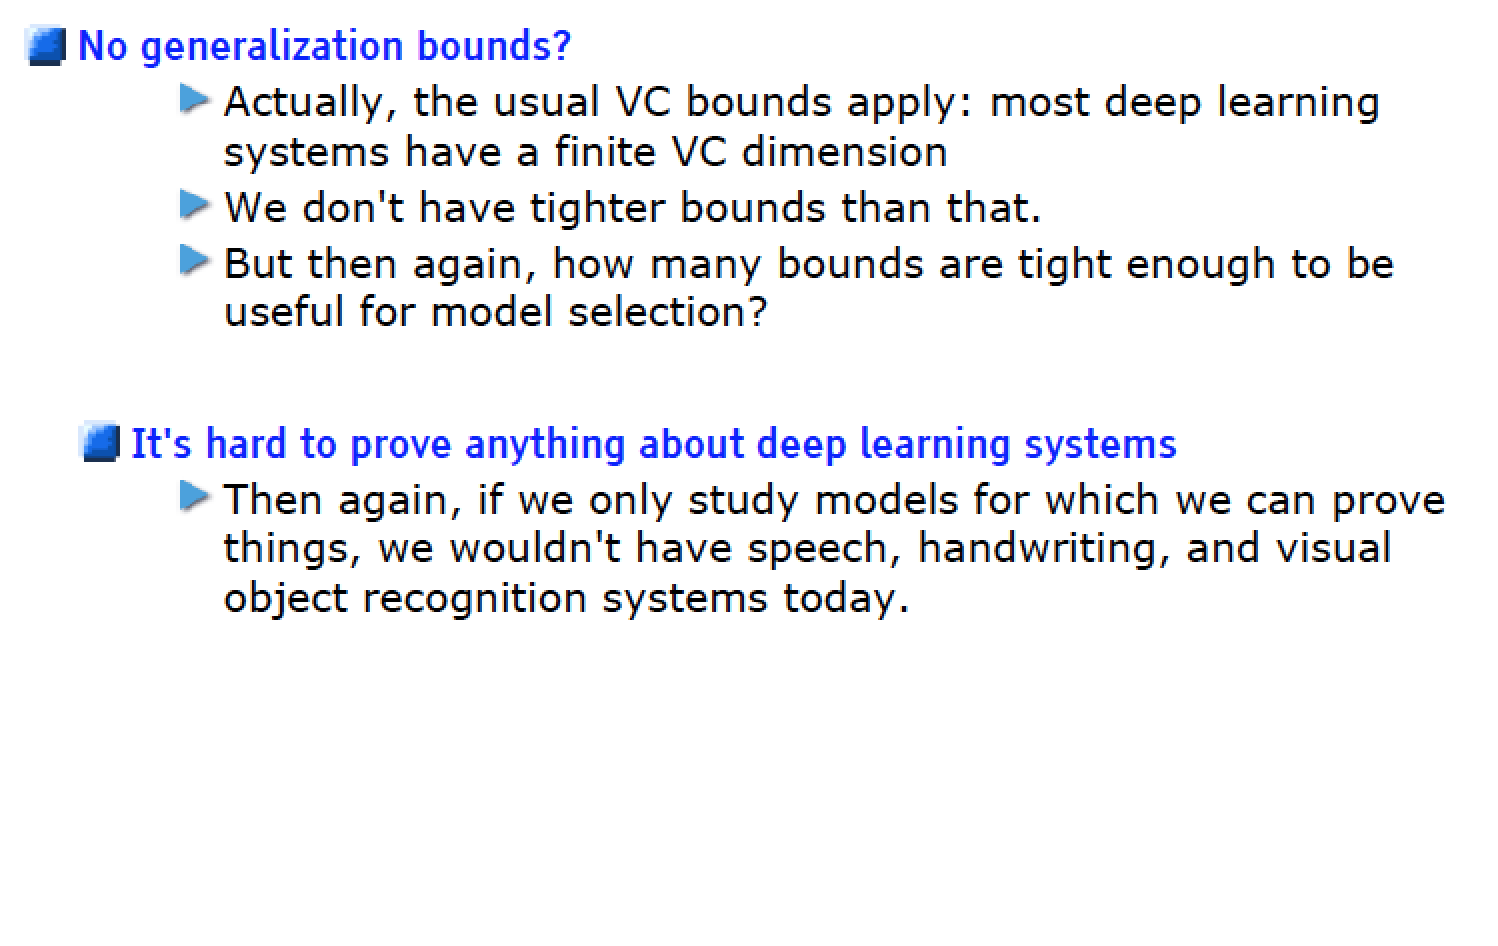 No generalization bounds?
Actually, the usual VC bounds apply: most deep learning
systems have a finite VC dimension
We don't have tighter bounds than that.
But then again, how many bounds are tight enough to be
useful for model selection?
It's hard to prove anything about deep learning systems
Then again, if we only study models for which we can prove
things, we wouldn't have speech, handwriting, and visual
object recognition systems today.